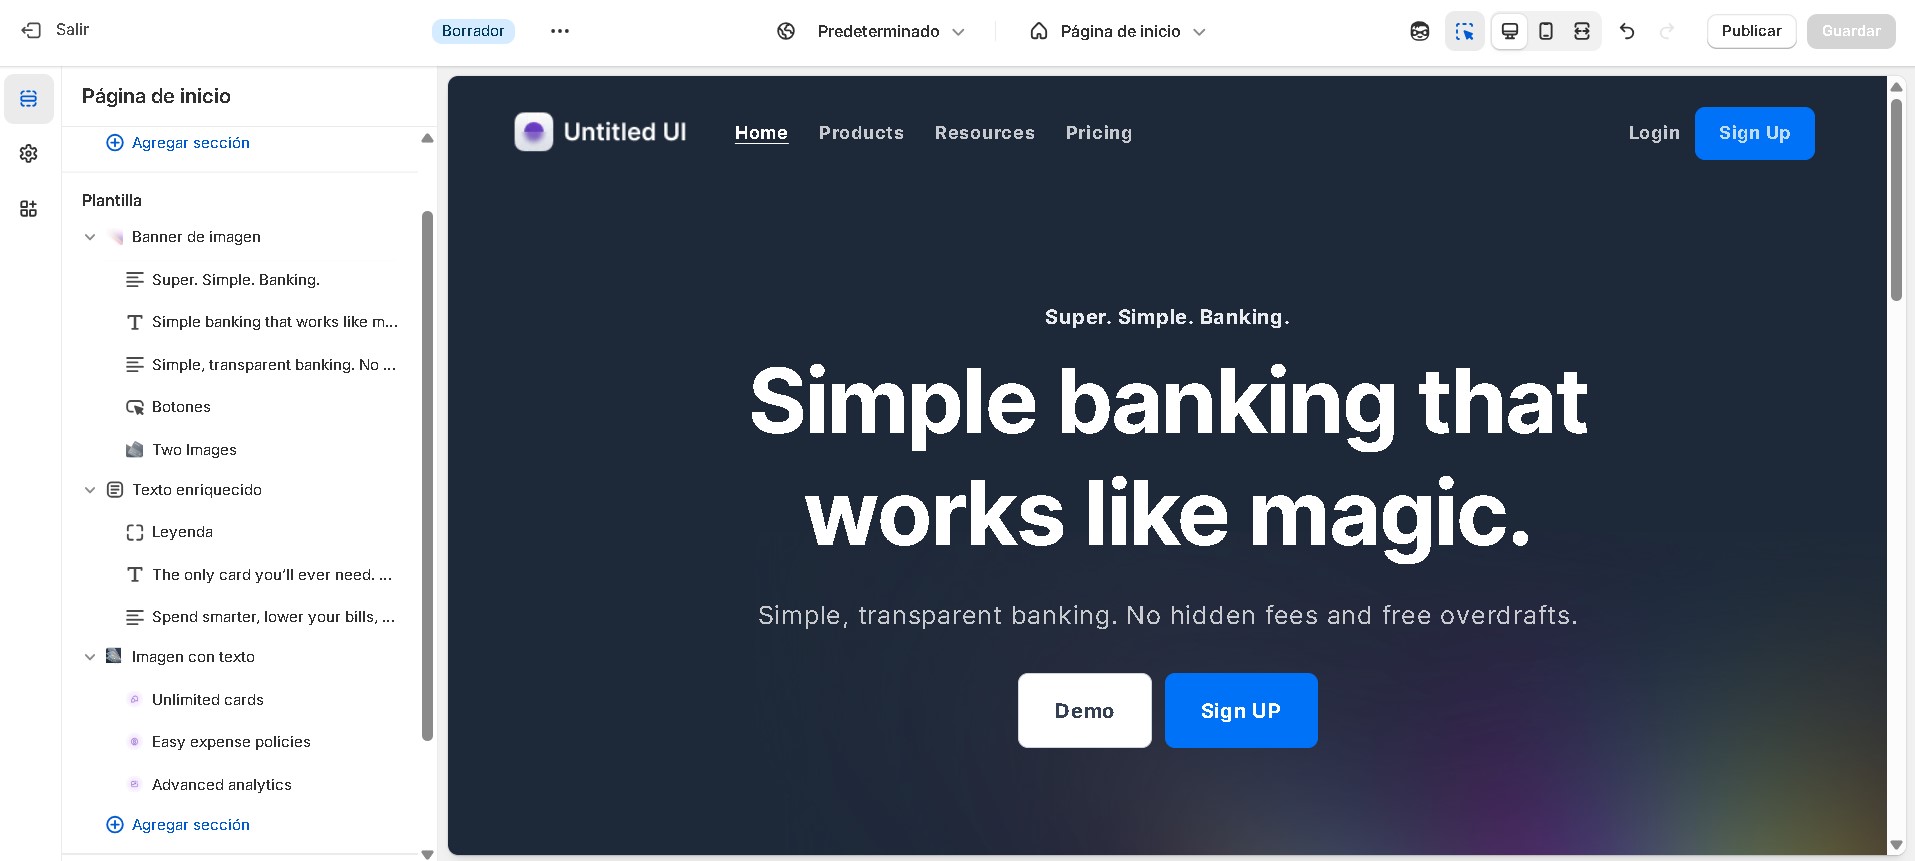 Salir
Borrador
Predeterminado
Página de inicio
Publicar
Guardar
Página de inicio
Agregar sección
Plantilla
Banner de imagen
Super. Simple. Banking.
Simple banking that works like m...
Simple, transparent banking. No ...
Botones
Two Images
Texto enriquecido
Leyenda
The only card you’ll ever need. ...
Spend smarter, lower your bills, ...
Imagen con texto
Unlimited cards
Easy expense policies
Advanced analytics
Agregar sección
Untitled UI
Home
Products
Resources
Pricing
Login
Sign Up
Super. Simple. Banking.
Simple banking that
works like magic.
Simple, transparent banking. No hidden fees and free overdrafts.
Demo
Sign UP